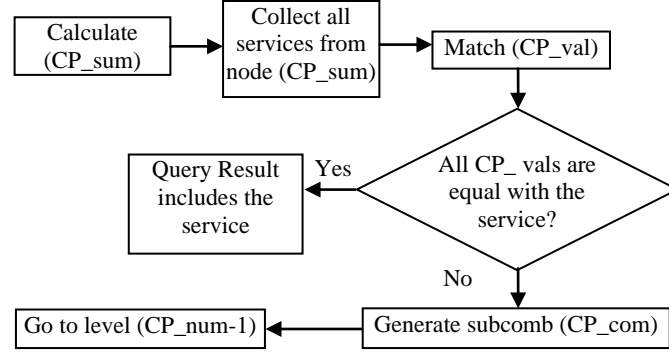 Calculate
(CP_sum)
Collect all
services from
node (CP_sum)
Match (CP_val)
All CP_ vals are
equal with the
service?
Yes
Query Result
includes the
service
No
Generate subcomb (CP_com)
Go to level (CP_num-1)